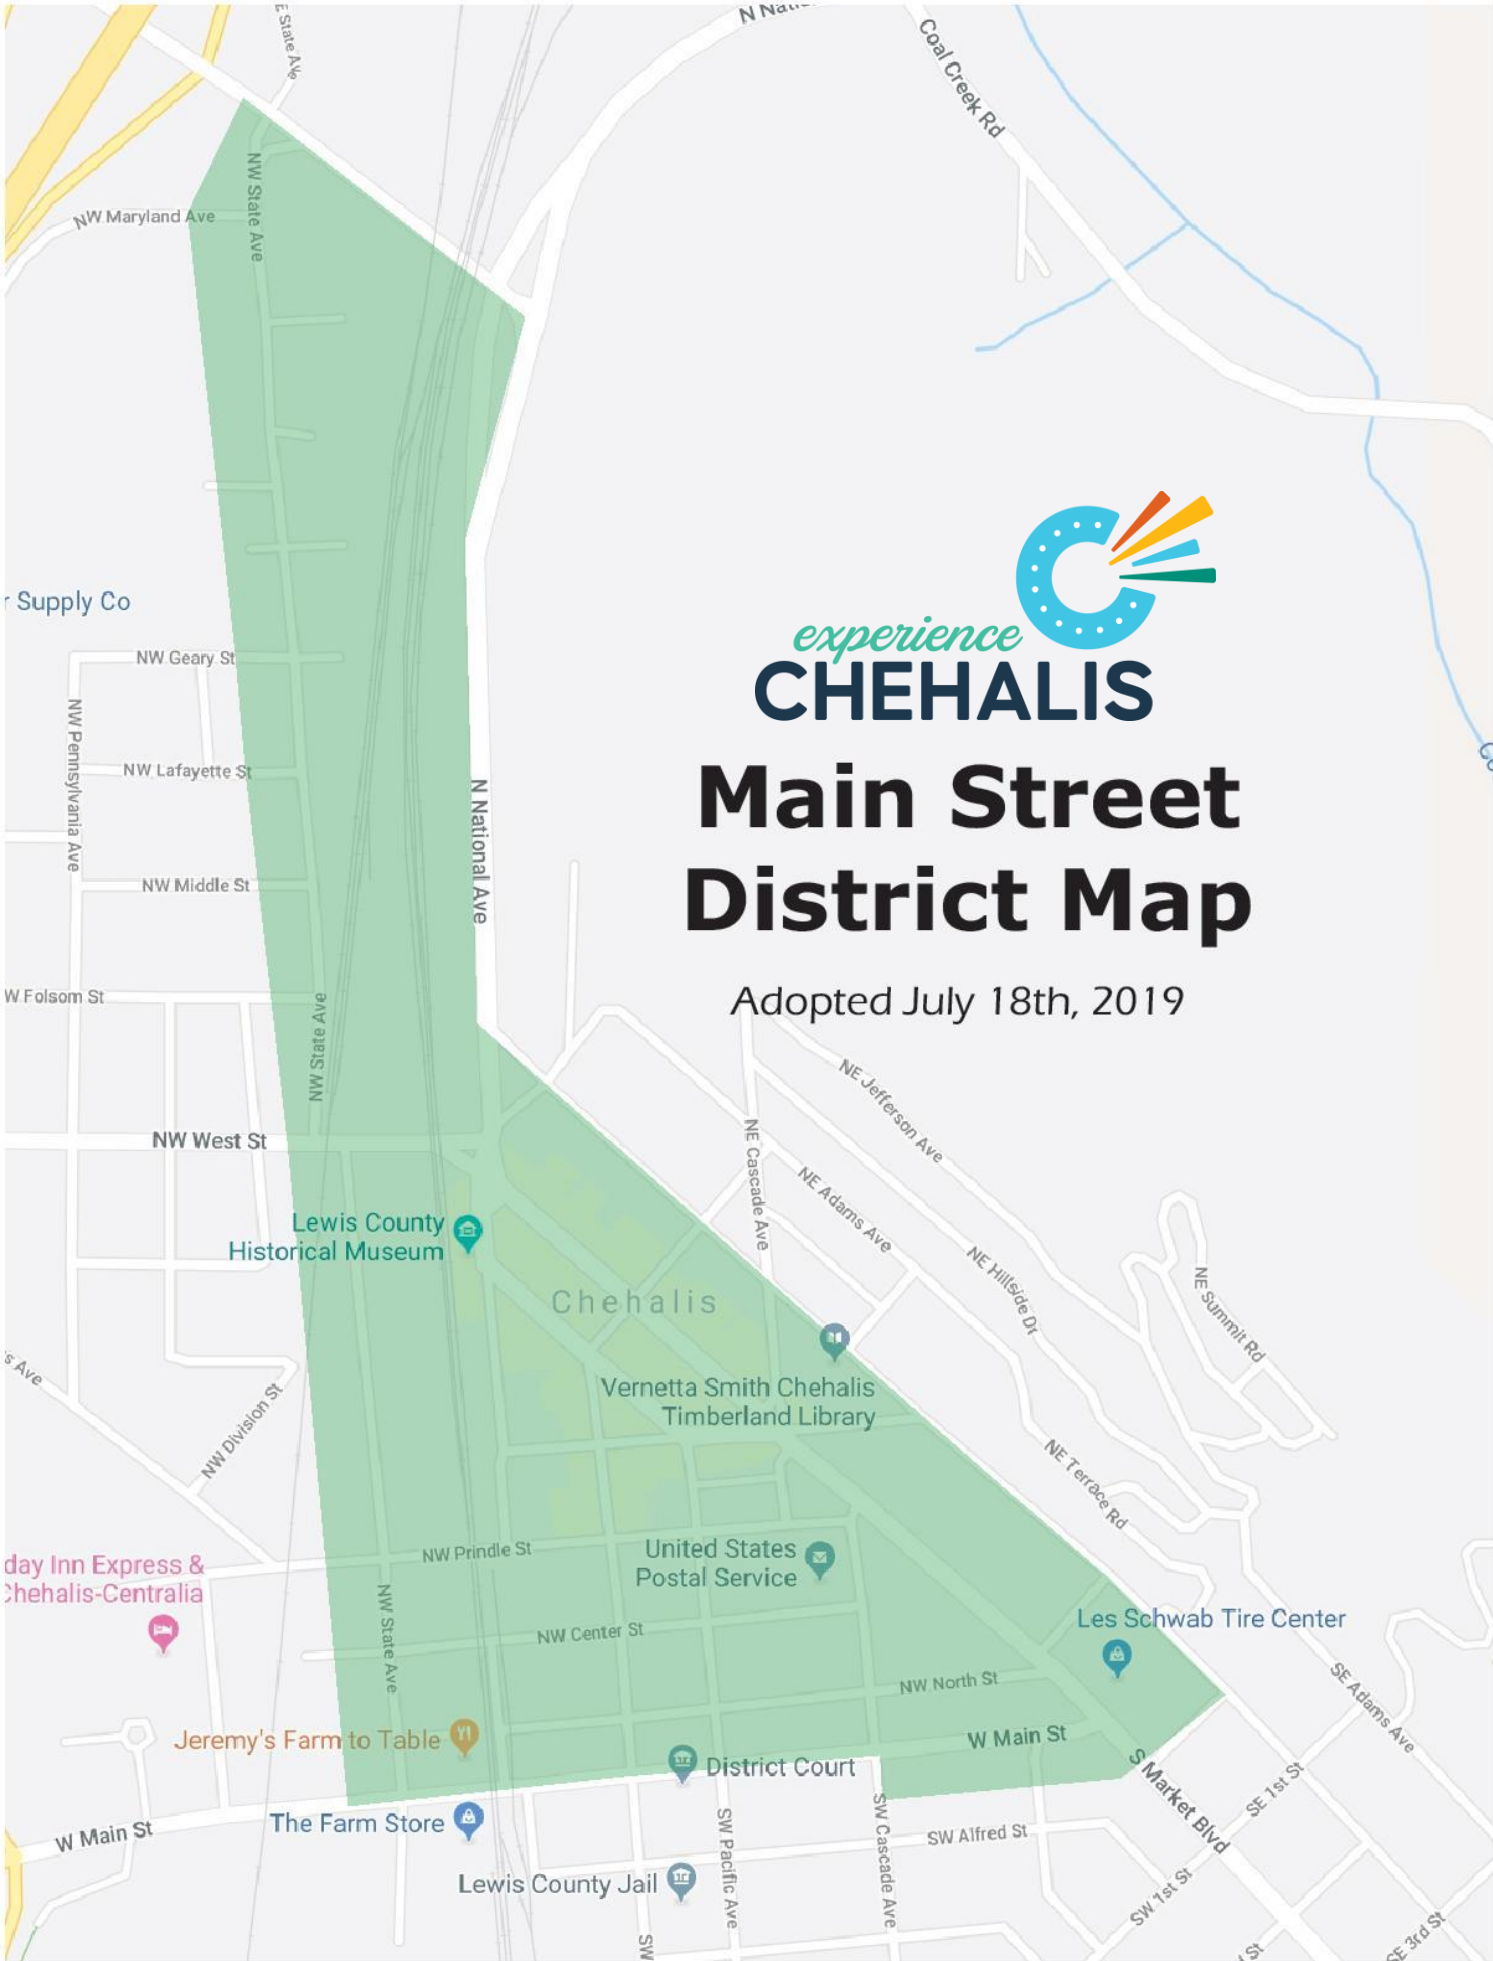 N Nati
E State Ave
Coal Creek Rd
NW Maryland Ave
NW State Ave
experience
CHEHALIS
Main Street
District Map
Adopted July 18th, 2019
r Supply Co
NW Geary St
NW Pennsylvania Ave
NW Lafayette St
N National Ave
NW Middle St
W Folsom St
NW State Ave
NE Jefferson Ave
NW West St
NE Cascade Ave
NE Adams Ave
Lewis County
Historical Museum
NE Hillside Dr
NE Summit Rd
Chehalis
s Ave
Vernetta Smith Chehalis
Timberland Library
NW Division St
NE Terrace Rd
NW Prindle St
United States
Postal Service
day Inn Express &
Chehalis-Centralia
NW State Ave
NW Center St
Les Schwab Tire Center
SE Adams Ave
NW North St
Jeremy's Farm to Table
W Main St
District Court
S Market Blvd
SE 1st St
The Farm Store
W Main St
SW Pacific Ave
SW Cascade Ave
SW Alfred St
Lewis County Jail
SW 1st St
SW
St
SE 3rd St